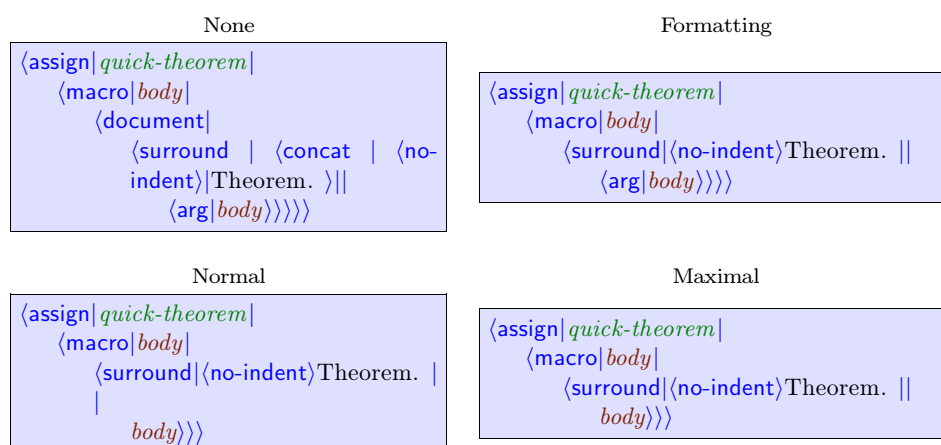 None
⟨assign|quick-theorem|
⟨macro|body|
⟨document|
⟨surround | ⟨concat | ⟨no-
indent⟩|Theorem. ⟩||
⟨arg|body⟩⟩⟩⟩⟩
Formatting
⟨assign|quick-theorem|
⟨macro|body|
⟨surround|⟨no-indent⟩Theorem. ||
⟨arg|body⟩⟩⟩⟩
Normal
⟨assign|quick-theorem|
⟨macro|body|
⟨surround|⟨no-indent⟩Theorem. |
|
body⟩⟩⟩
Maximal
⟨assign|quick-theorem|
⟨macro|body|
⟨surround|⟨no-indent⟩Theorem. ||
body⟩⟩⟩